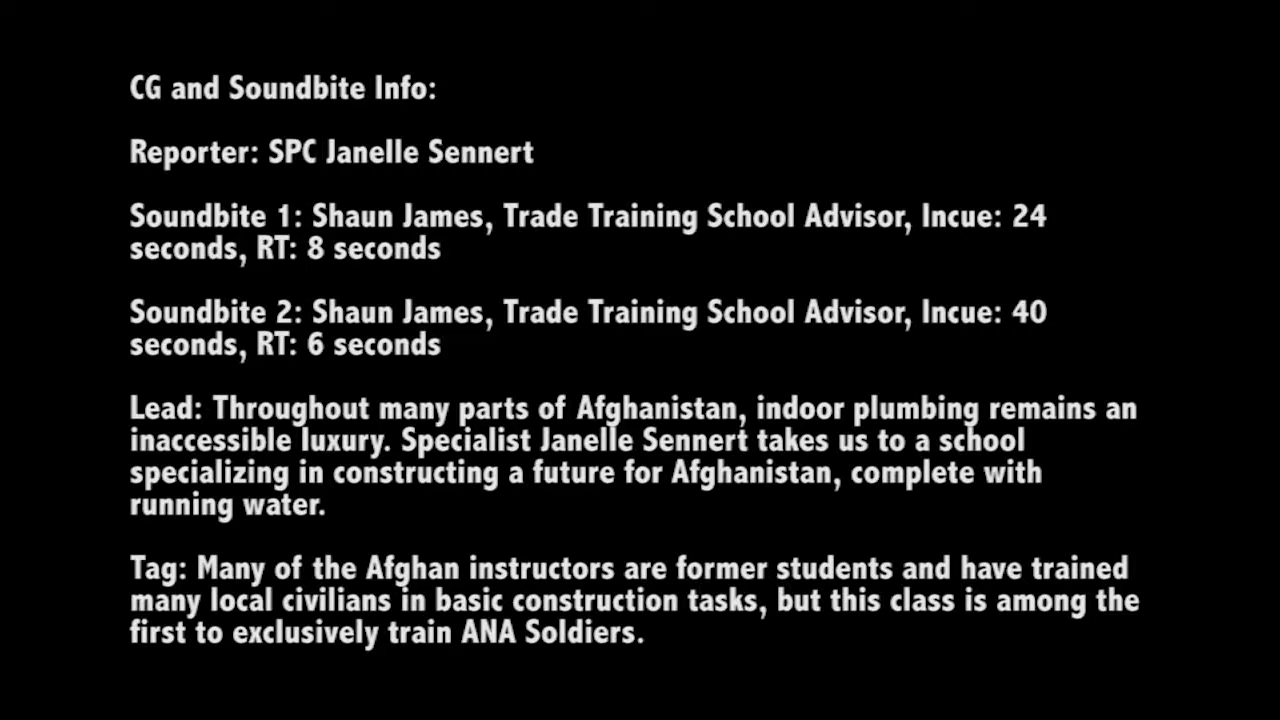 CG and Soundbite Info:
Reporter: SPC Janelle Sennert
Soundbite 1: Shaun James, Trade Training School Advisor, Incue: 24
seconds, RT: 8 seconds
Soundbite 2: Shaun James, Trade Training School Advisor, Incue: 40
seconds, RT: 6 seconds
Lead: Throughout many parts of Afghanistan, indoor plumbing remains an
inaccessible luxury. Specialist Janelle Sennert takes us to a school
specializing in constructing a future for Afghanistan, complete with
running water.
Tag: Many of the Afghan instructors are former students and have trained
many local civilians in basic construction tasks, but this class is among the
first to exclusively train ANA Soldiers.